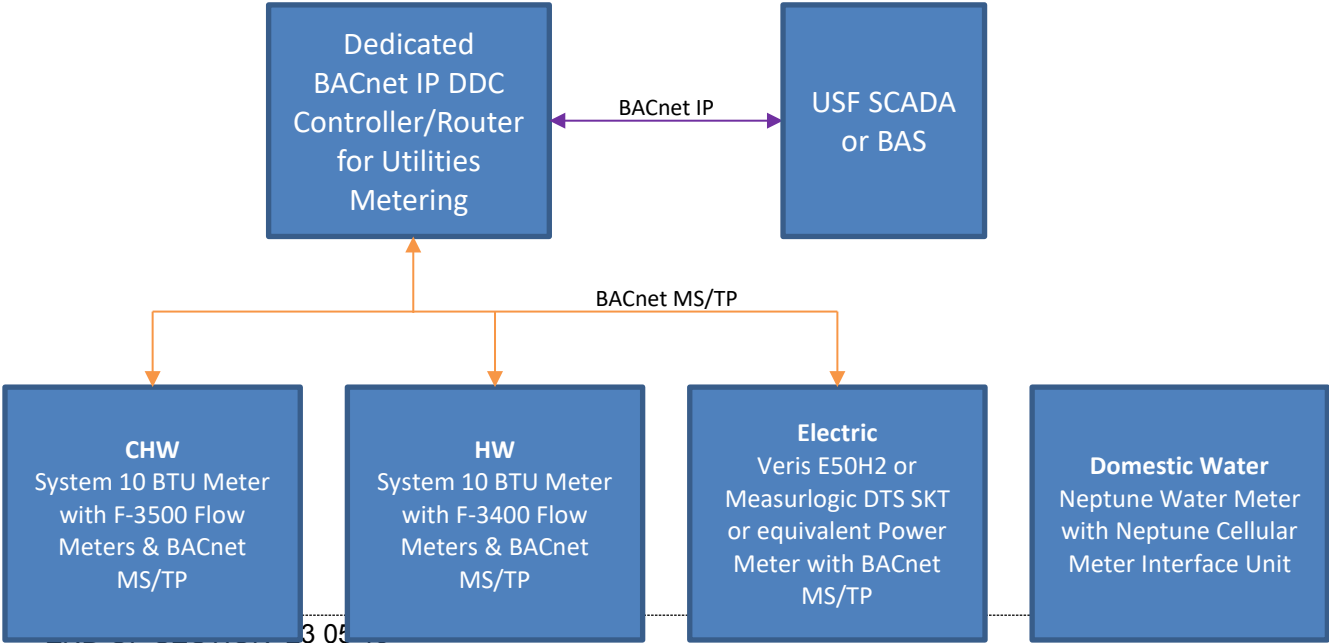 Dedicated
BACnet IP DDC
Controller/Router
for Utilities
Metering
BACnet IP
USF SCADA
or BAS
BACnet MS/TP
CHW
System 10 BTU Meter
with F-3500 Flow
Meters & BACnet
MS/TP
HW
System 10 BTU Meter
with F-3400 Flow
Meters & BACnet
MS/TP
Electric
Veris E50H2 or
Measurlogic DTS SKT
or equivalent Power
Meter with BACnet
MS/TP
Domestic Water
Neptune Water Meter
with Neptune Cellular
Meter Interface Unit